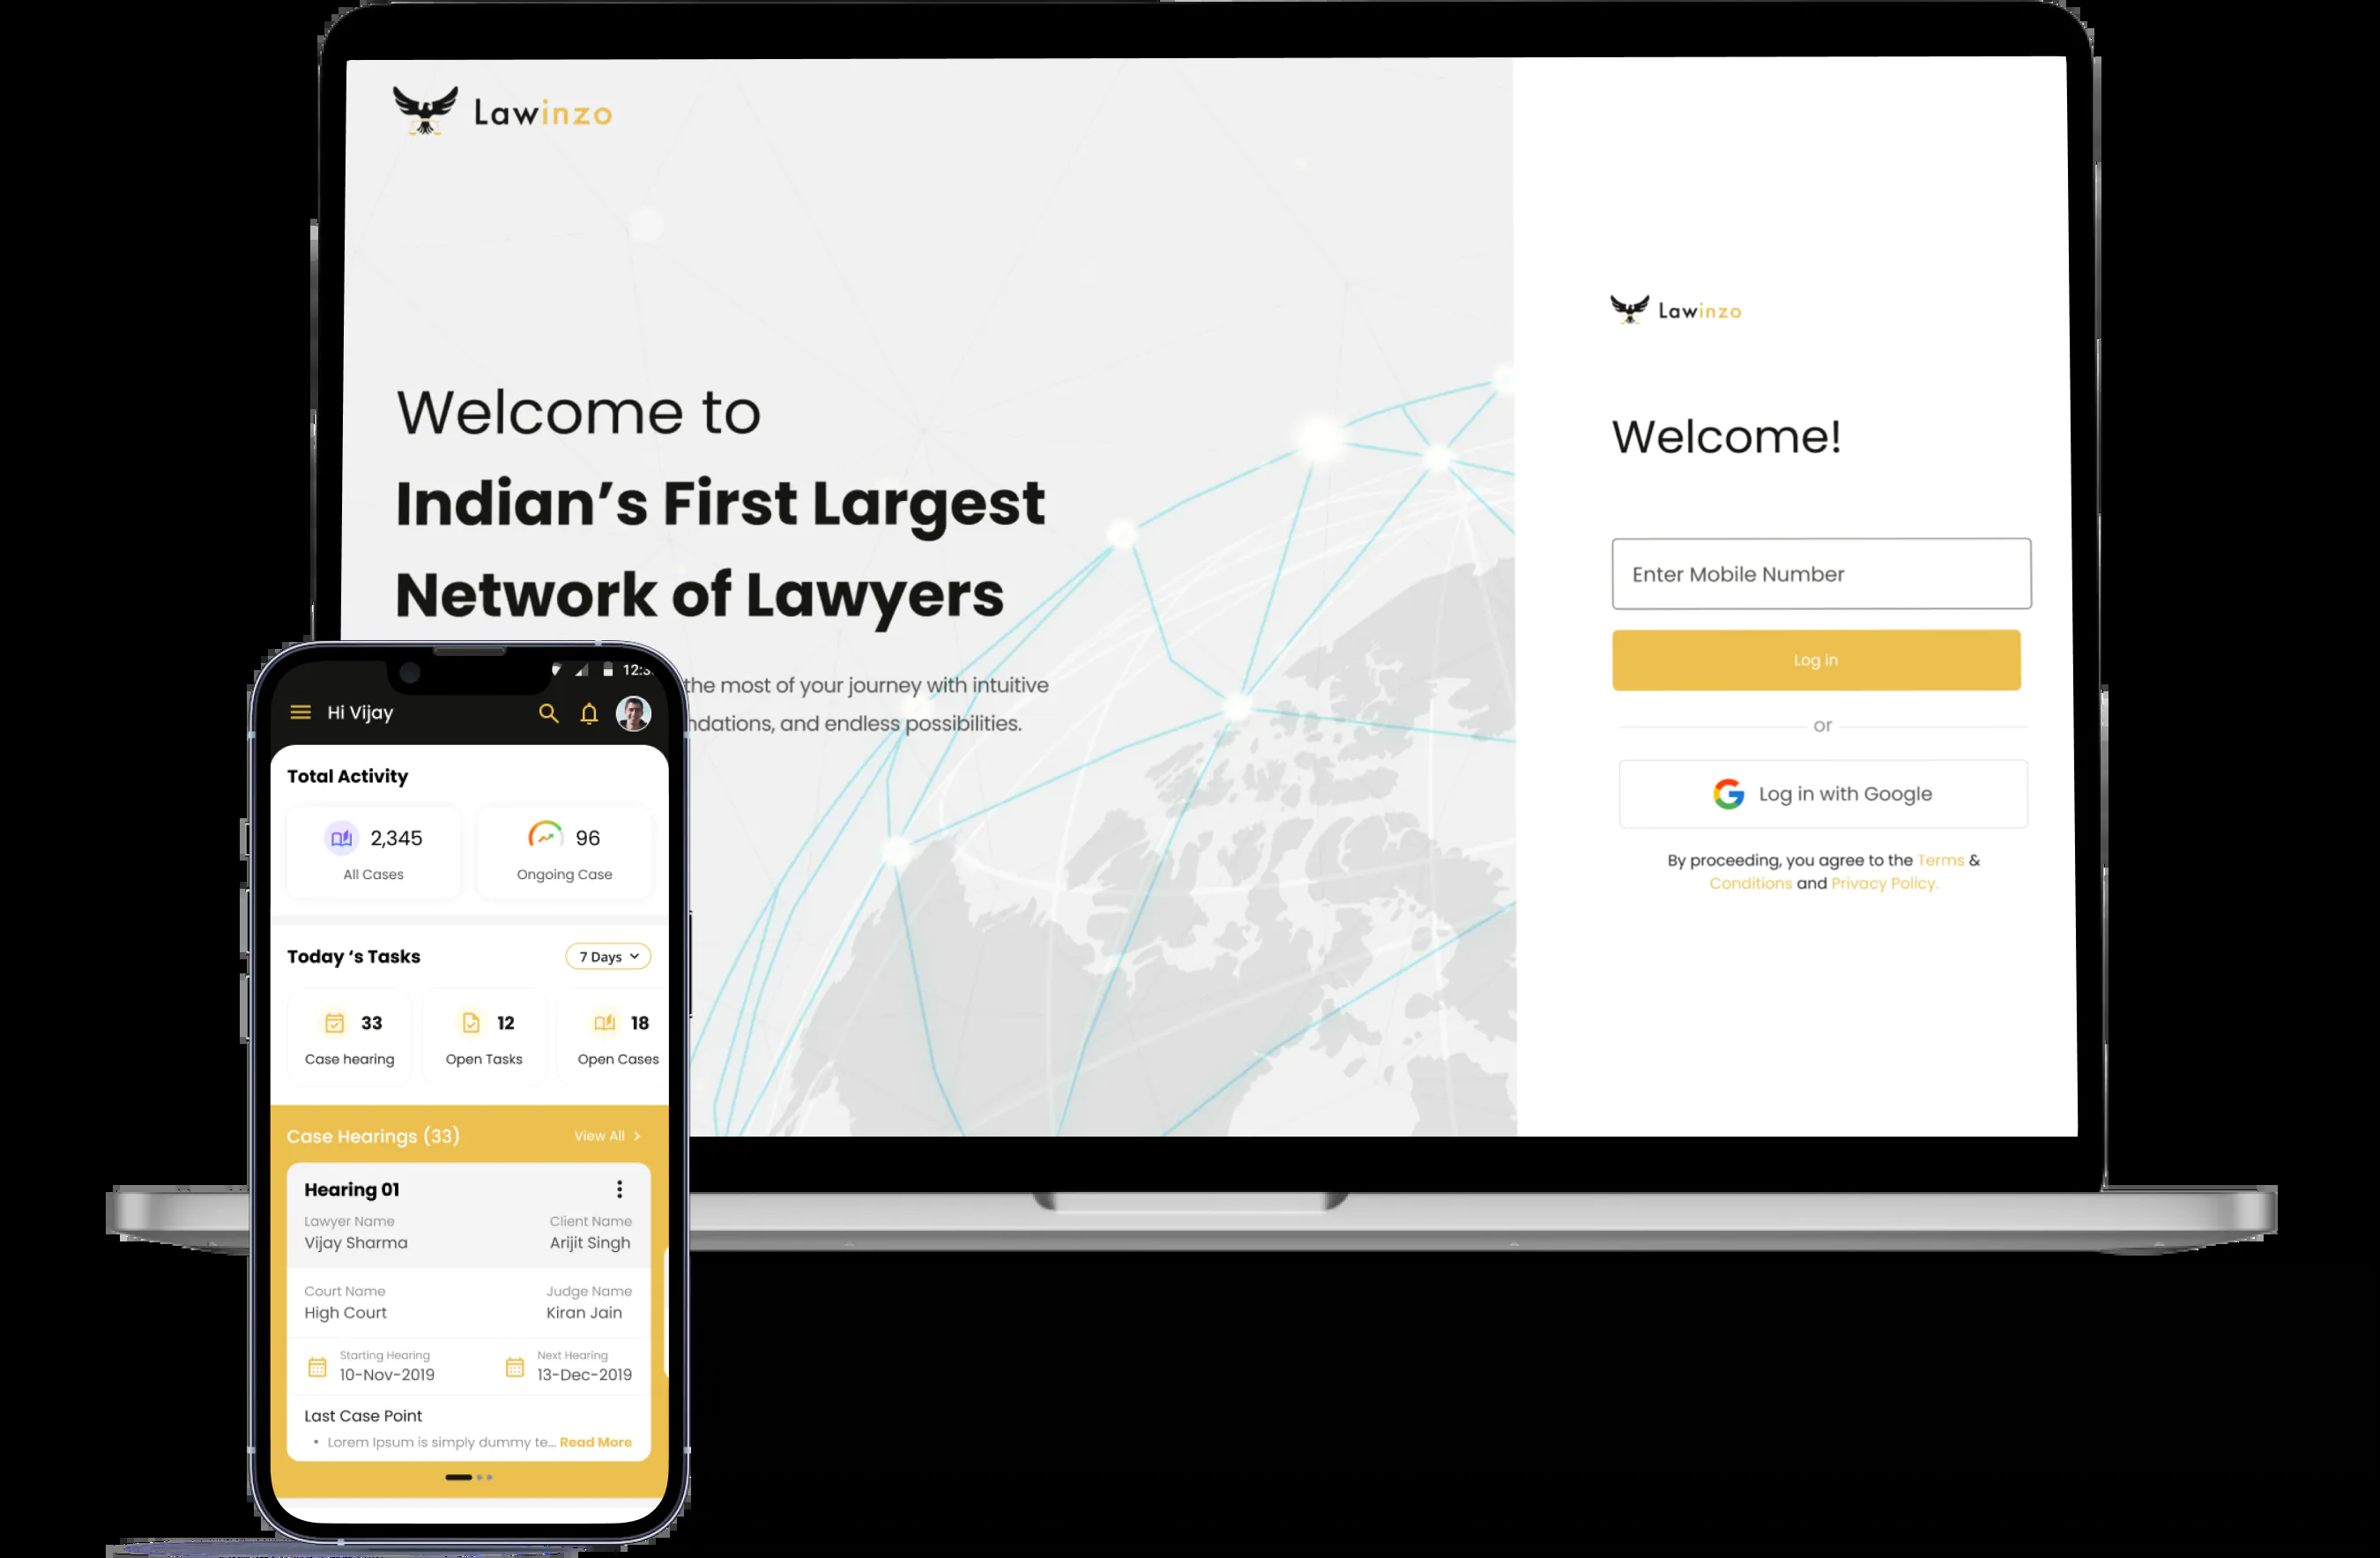 Lawinzo
Welcome to
Indian’s First Largest
Network of Lawyers
the most of your journey with intuitive
endless possibilities.
and
Lawinzo
Welcome!
Enter Mobile Number
Log in
or
Log in with Google
By proceeding, you agree to the Terms &
Conditions and Privacy Policy.
Hi Vijay
Total Activity
2,345
All Cases
96
Ongoing Case
Today ‘s Tasks
7 Days
33
Case hearing
12
Open Tasks
18
Open Cases
Case Hearings (33)
View All
Hearing 01
Lawyer Name
Vijay Sharma
Client Name
Arijit Singh
Court Name
High Court
Judge Name
Kiran Jain
Starting Hearing
10-Nov-2019
Next Hearing
13-Dec-2019
Last Case Point
• Lorem Ipsum is simply dummy te... Read More